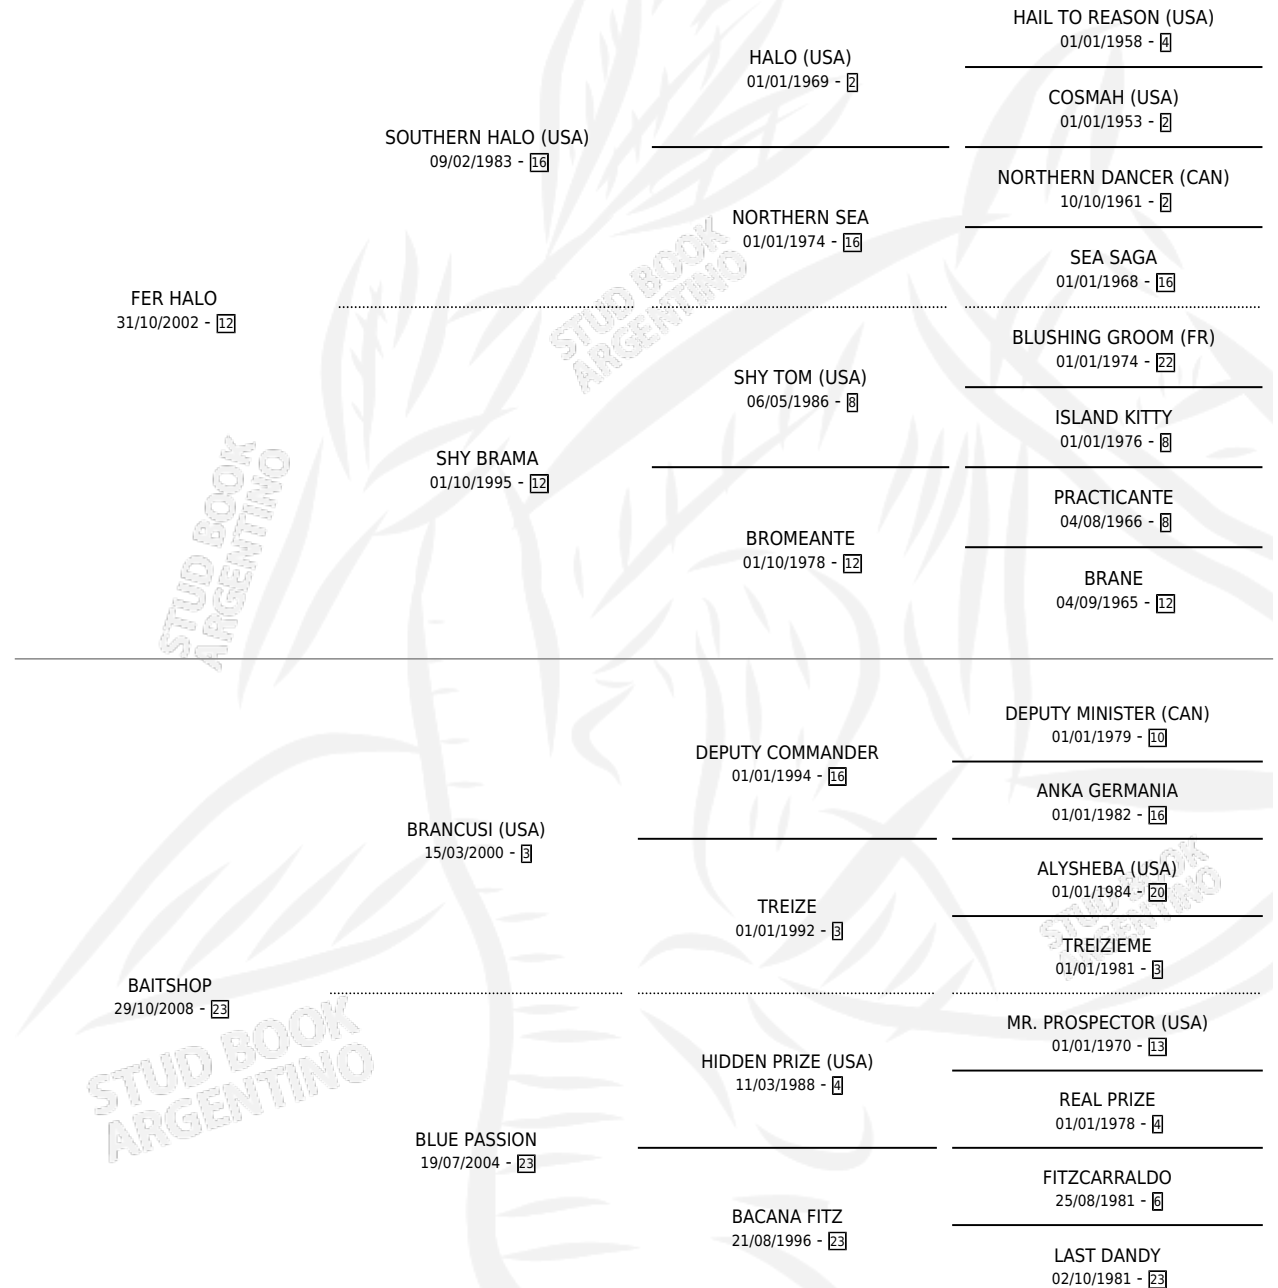 HAIL TO REASON (USA)
01/01/1958 - 4
HALO (USA)
01/01/1969 - 2
COSMAH (USA)
01/01/1953 - 2
SOUTHERN HALO (USA)
09/02/1983 - 16
NORTHERN DANCER (CAN)
10/10/1961 - 2
NORTHERN SEA
01/01/1974 - 16
SEA SAGA
01/01/1968 - 16
FER HALO
31/10/2002 - 12
BLUSHING GROOM (FR)
01/01/1974 - 22
SHY TOM (USA)
06/05/1986 - 8
ISLAND KITTY
01/01/1976 - 8
SHY BRAMA
01/10/1995 - 12
PRACTICANTE
04/08/1966 - 8
BROMEANTE
01/10/1978 - 12
BRANE
04/09/1965 - 12
STUD BOOK
ARGENTINO
STUD BOOK
ARGENTINO
DEPUTY MINISTER (CAN)
01/01/1979 - 10
DEPUTY COMMANDER
01/01/1994 - 16
ANKA GERMANIA
01/01/1982 - 16
BRANCUSI (USA)
15/03/2000 - 3
ALYSHEBA (USA)
01/01/1984 - 20
TREIZE
01/01/1992 - 3
TREIZIEME
01/01/1981 - 3
BAITSHOP
29/10/2008 - 23
MR. PROSPECTOR (USA)
01/01/1970 - 13
HIDDEN PRIZE (USA)
11/03/1988 - 4
REAL PRIZE
01/01/1978 - 4
BLUE PASSION
19/07/2004 - 23
FITZCARRALDO
25/08/1981 - 6
BACANA FITZ
21/08/1996 - 23
LAST DANDY
02/10/1981 - 23
STUD BOOK
ARGENTINO
STUD BOOK
ARGENTINO